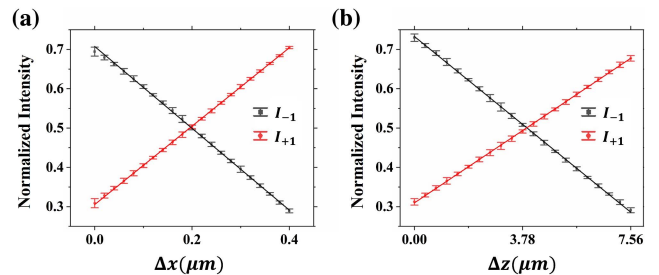 (a)
Normalized Intensity
0.7
0.6
0.5
0.4
0.3
I₋₁
I₊₁
0.0
0.2
0.4
Δx(μm)
(b)
Normalized Intensity
0.7
0.6
0.5
0.4
0.3
I₋₁
I₊₁
0.00
3.78
7.56
Δz(μm)